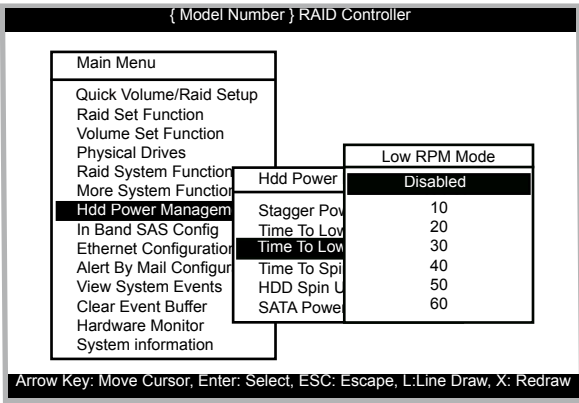 { Model Number } RAID Controller
Main Menu
Quick Volume/Raid Setup
Raid Set Function
Volume Set Function
Physical Drives
Raid System Function
More System Function
Hdd Power Managem
In Band SAS Config
Ethernet Configuration
Alert By Mail Configur
View System Events
Clear Event Buffer
Hardware Monitor
System information
Hdd Power
Stagger Pow
Time To Low
Time To Low
Time To Spi
HDD Spin U
SATA Power
Low RPM Mode
Disabled
10
20
30
40
50
60
Arrow Key: Move Cursor, Enter: Select, ESC: Escape, L:Line Draw, X: Redraw